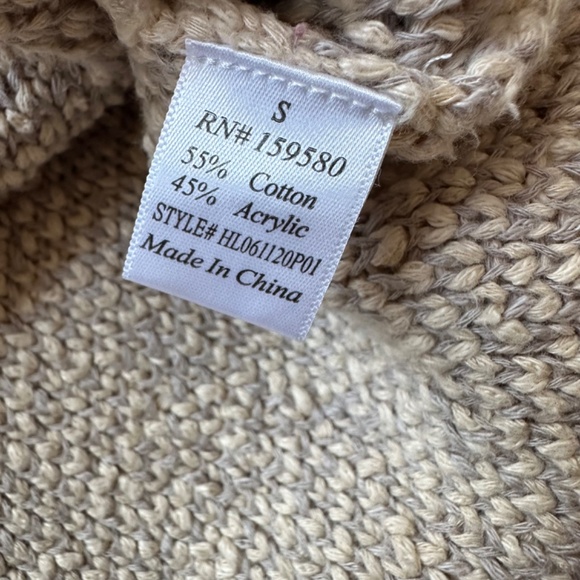 S
RN# 159580
55% Cotton
45% Acrylic
STYLE# HL061120P01
Made In China